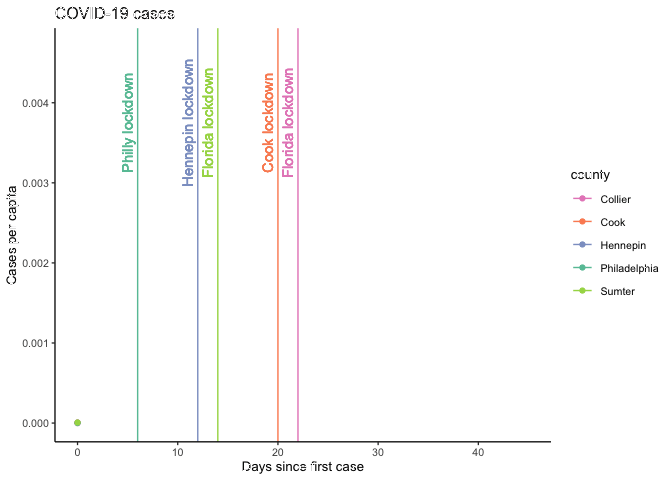 COVID-19 cases
Philly lockdown
Hennepin lockdown
Florida lockdown
Cook lockdown
Florida lockdown
0.004
0.003
0.002
0.001
0.000
Cases per capita
0
10
20
30
40
Days since first case
county
Collier
Cook
Hennepin
Philadelphia
Sumter